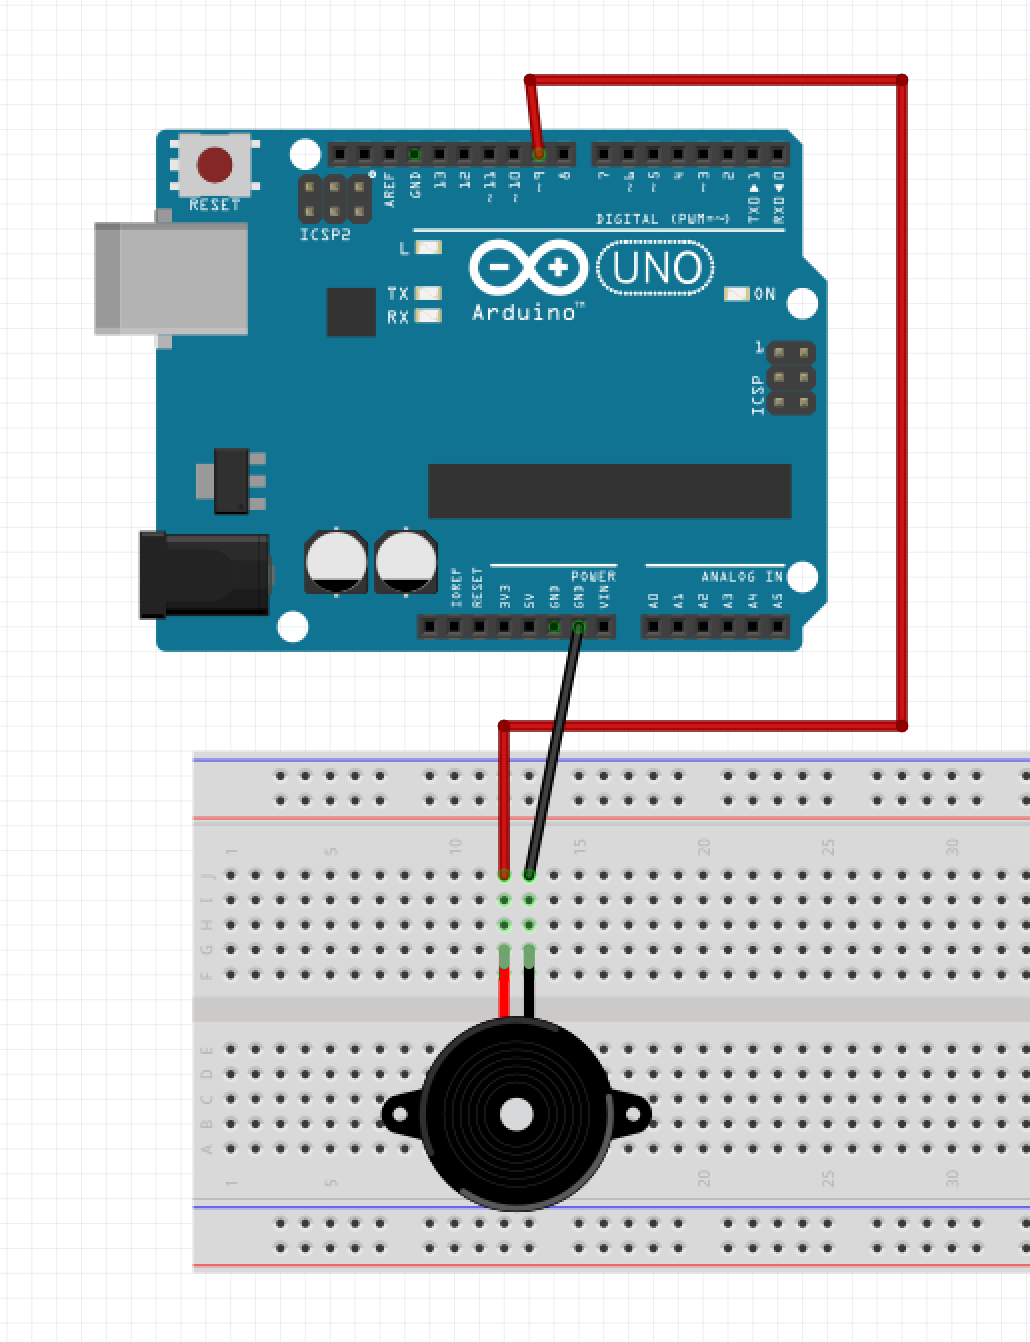 RESET
ICSP2
AREF
GND
13
12
~11
~10
~9
8
7
~6
~5
4
~3
2
TX0▶1
RX0◀0
DIGITAL (PWM=~)
L
TX
RX
Arduino™
UNO
ON
1
ICSP
IOREF
RESET
3V3
5V
GND
GND
VIN
POWER
A0
A1
A2
A3
A4
A5
ANALOG IN
1 5 10 15 20 25 30
J
I
H
G
F
E
D
C
B
A
1 5 20 25 30